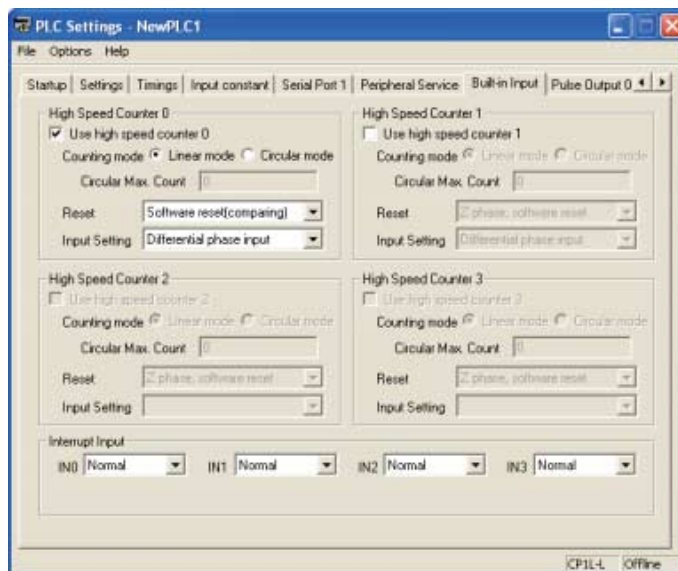 PLC Settings - NewPLC1
File Options Help
Startup Settings Timings Input constant Serial Port 1 Peripheral Service Built-in Input Pulse Output 0
High Speed Counter 0
Use high speed counter 0
Counting mode Linear mode Circular mode
Circular Max. Count 0
Reset Software reset(comparing)
Input Setting Differential phase input
High Speed Counter 1
Use high speed counter 1
Counting mode Linear mode Circular mode
Circular Max. Count 0
Reset Z phase, software reset
Input Setting Differential phase input
High Speed Counter 2
Use high speed counter 2
Counting mode Linear mode Circular mode
Circular Max. Count 0
Reset Z phase, software reset
Input Setting
High Speed Counter 3
Use high speed counter 3
Counting mode Linear mode Circular mode
Circular Max. Count 0
Reset Z phase, software reset
Input Setting
Interrupt Input
IN0 Normal IN1 Normal IN2 Normal IN3 Normal
CP1L-L Offline